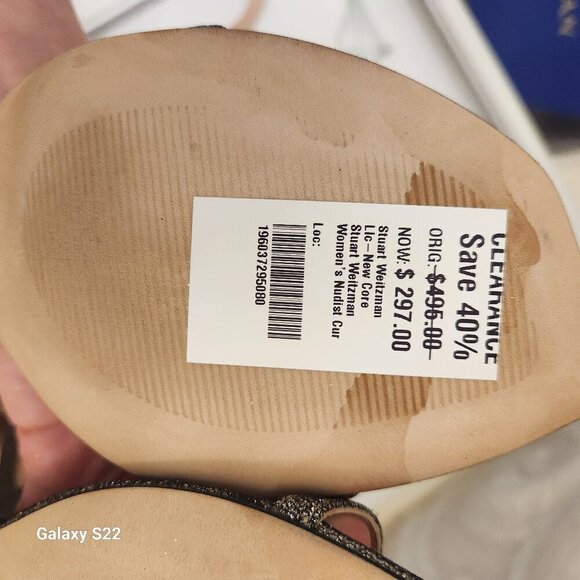 CLEARANCE
Save 40%
ORIG: $495.00
NOW: $ 297.00
Stuart Weitzman
Llc-New Core
Stuart Weitzman
Women's Nudist Cur
Loc:
196037295080
Galaxy S22